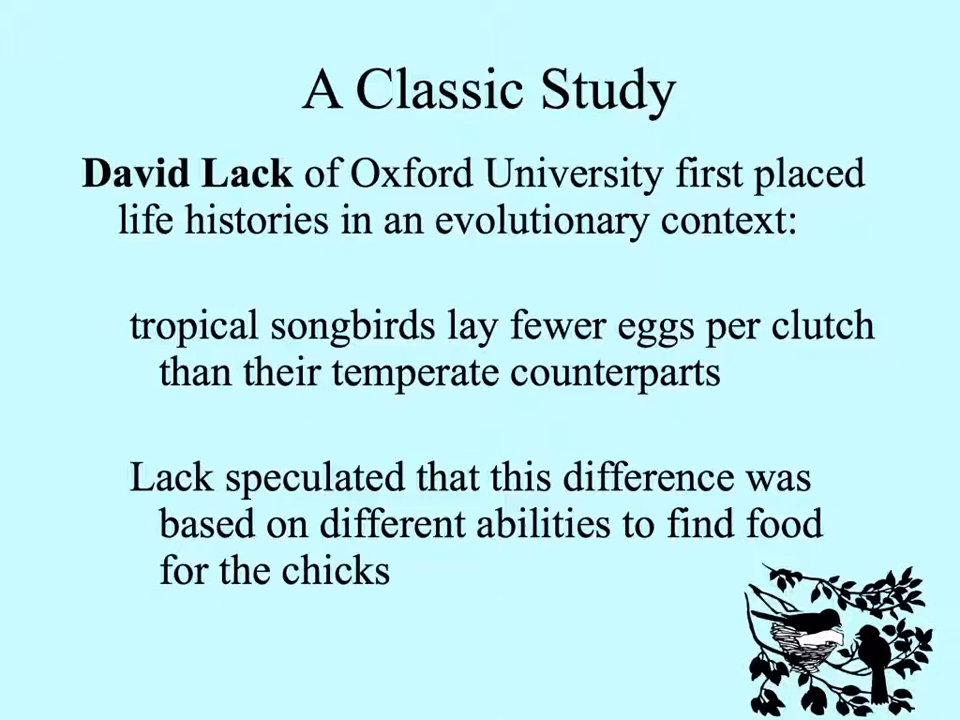 A Classic Study
David Lack of Oxford University first placed
life histories in an evolutionary context:
tropical songbirds lay fewer eggs per clutch
than their temperate counterparts
Lack speculated that this difference was
based on different abilities to find food
for the chicks